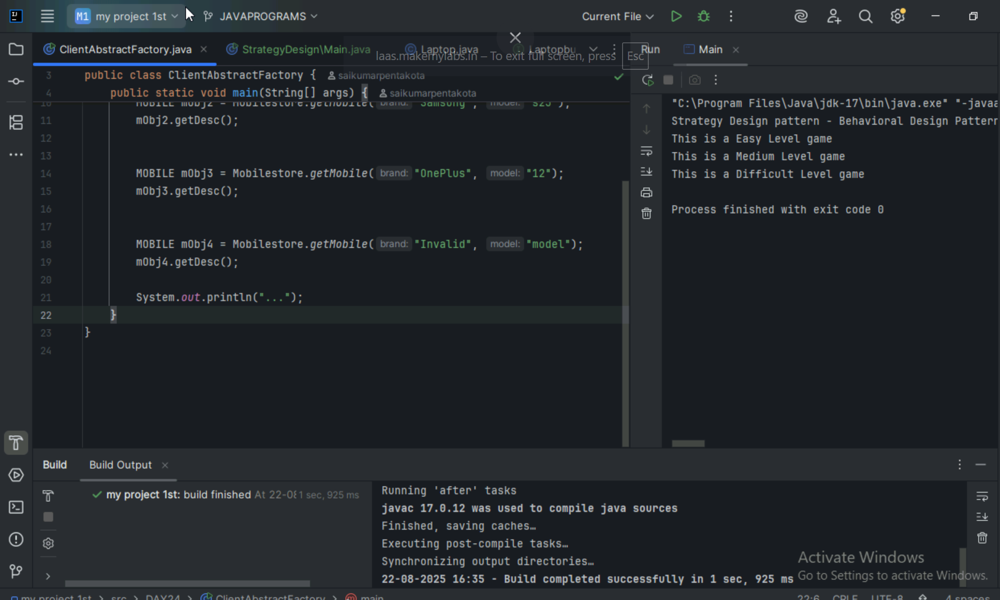 M1 my project 1st JAVAPROGRAMS Current File
ClientAbstractFactory.java StrategyDesign\Main.java Laptop.java Laptopbu Run Main
laas.makemylabs.in – To exit full screen, press Esc
3 public class ClientAbstractFactory { saikumarpentakota
4 public static void main(String[] args) { saikumarpentakota
10 MOBILE mObj2 = Mobilestore.getMobile( brand: "Samsung", model: "s25");
11 mObj2.getDesc();
12
13
14 MOBILE mObj3 = Mobilestore.getMobile( brand: "OnePlus", model: "12");
15 mObj3.getDesc();
16
17
18 MOBILE mObj4 = Mobilestore.getMobile( brand: "Invalid", model: "model");
19 mObj4.getDesc();
20
21 System.out.println("...");
22 }
23 }
24
"C:\Program Files\Java\jdk-17\bin\java.exe" "-javaa
Strategy Design pattern - Behavioral Design Pattern
This is a Easy Level game
This is a Medium Level game
This is a Difficult Level game
Process finished with exit code 0
Build Build Output
my project 1st: build finished At 22-08 1 sec, 925 ms
Running 'after' tasks
javac 17.0.12 was used to compile java sources
Finished, saving caches…
Executing post-compile tasks…
Synchronizing output directories…
22-08-2025 16:35 - Build completed successfully in 1 sec, 925 ms
Activate Windows
Go to Settings to activate Windows.
my project 1st > src > DAY24 > ClientAbstractFactory > main 22:6 CRLF UTF-8 4 spaces